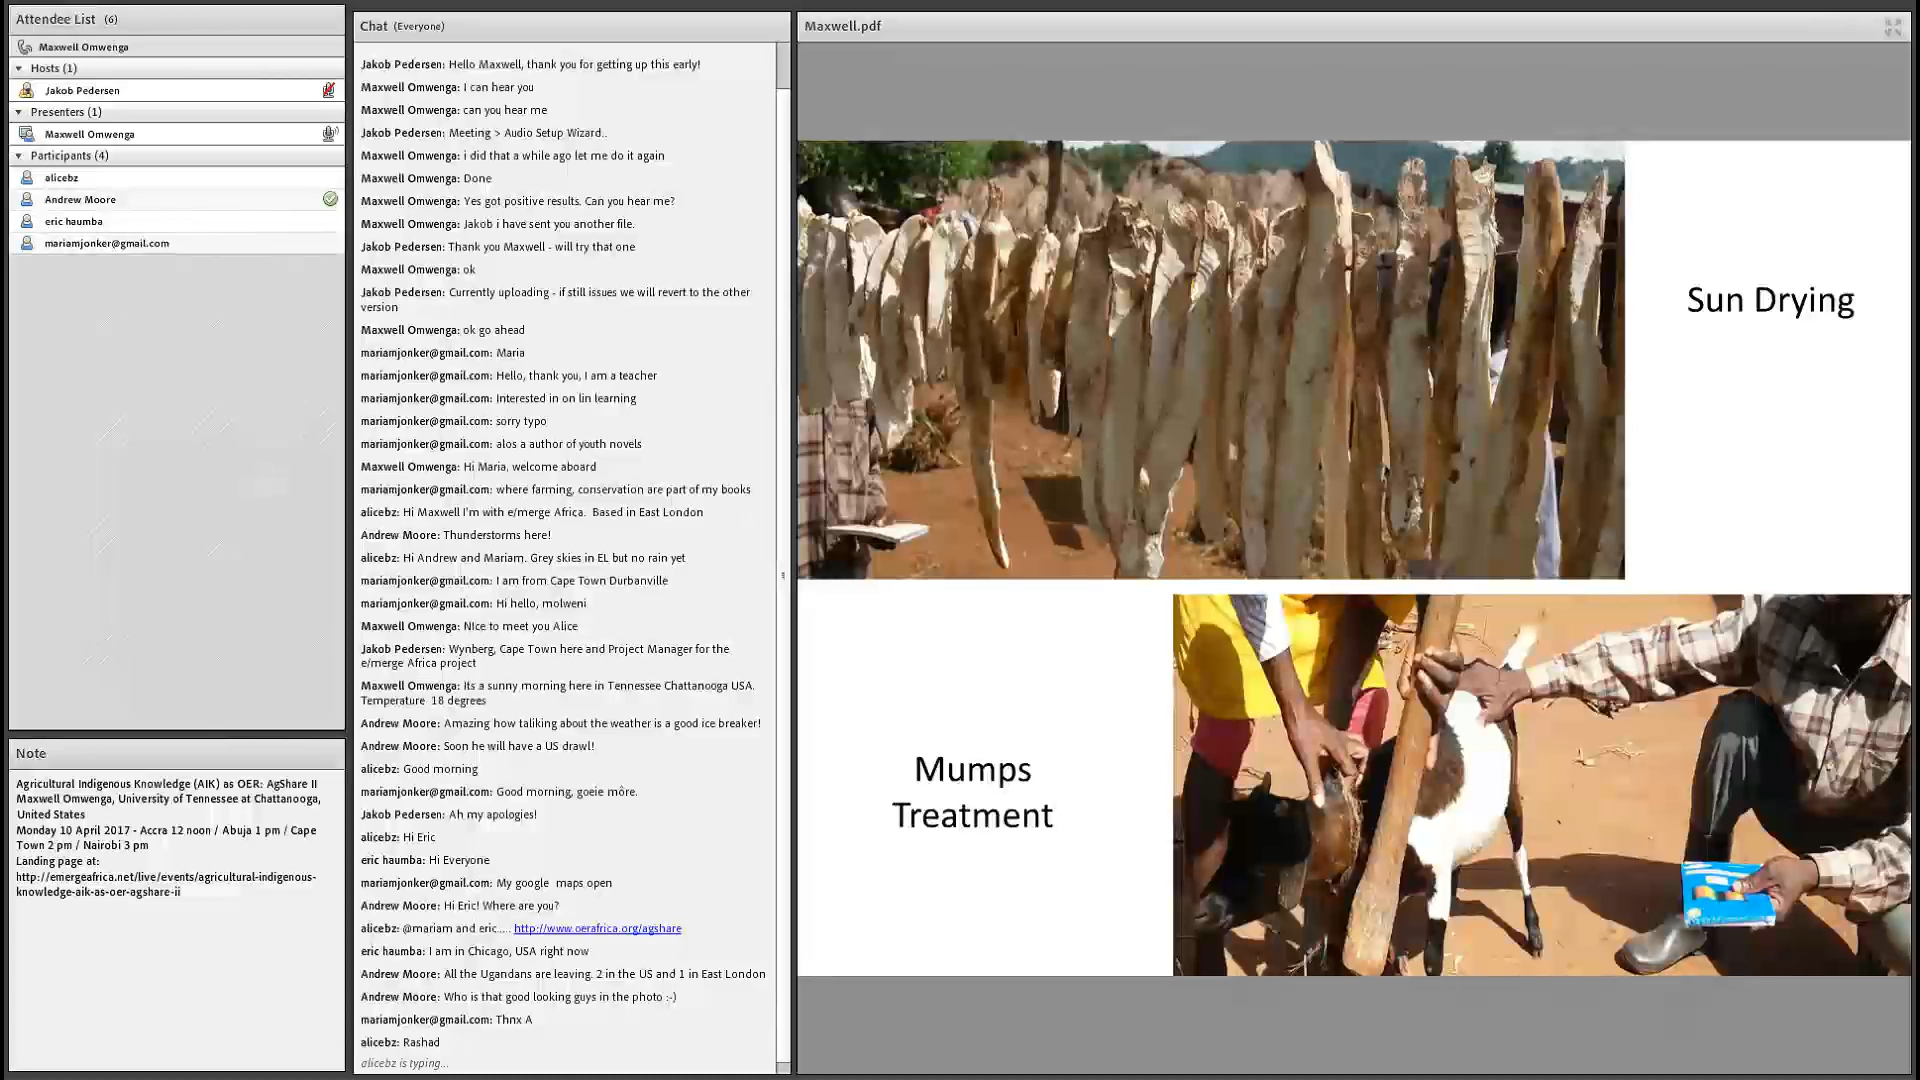 Attendee List (6)
Maxwell Omwenga
Hosts (1)
Jakob Pedersen
Presenters (1)
Maxwell Omwenga
Participants (4)
alicebz
Andrew Moore
eric haumba
mariamjonker@gmail.com
Note
Agricultural Indigenous Knowledge (AIK) as OER: AgShare II
Maxwell Omwenga, University of Tennessee at Chattanooga,
United States
Monday 10 April 2017 - Accra 12 noon / Abuja 1 pm / Cape
Town 2 pm / Nairobi 3 pm
Landing page at:
http://emergeafrica.net/live/events/agricultural-indigenous-
knowledge-aik-as-oer-agshare-ii
Chat (Everyone)
Jakob Pedersen: Hello Maxwell, thank you for getting up this early!
Maxwell Omwenga: I can hear you
Maxwell Omwenga: can you hear me
Jakob Pedersen: Meeting > Audio Setup Wizard..
Maxwell Omwenga: i did that a while ago let me do it again
Maxwell Omwenga: Done
Maxwell Omwenga: Yes got positive results. Can you hear me?
Maxwell Omwenga: Jakob i have sent you another file.
Jakob Pedersen: Thank you Maxwell - will try that one
Maxwell Omwenga: ok
Jakob Pedersen: Currently uploading - if still issues we will revert to the other
version
Maxwell Omwenga: ok go ahead
mariamjonker@gmail.com: Maria
mariamjonker@gmail.com: Hello, thank you, I am a teacher
mariamjonker@gmail.com: Interested in on lin learning
mariamjonker@gmail.com: sorry typo
mariamjonker@gmail.com: alos a author of youth novels
Maxwell Omwenga: Hi Maria, welcome aboard
mariamjonker@gmail.com: where farming, conservation are part of my books
alicebz: Hi Maxwell I'm with e/merge Africa. Based in East London
Andrew Moore: Thunderstorms here!
alicebz: Hi Andrew and Mariam. Grey skies in EL but no rain yet
mariamjonker@gmail.com: I am from Cape Town Durbanville
mariamjonker@gmail.com: Hi hello, molweni
Maxwell Omwenga: NIce to meet you Alice
Jakob Pedersen: Wynberg, Cape Town here and Project Manager for the
e/merge Africa project
Maxwell Omwenga: Its a sunny morning here in Tennessee Chattanooga USA.
Temperature 18 degrees
Andrew Moore: Amazing how taliking about the weather is a good ice breaker!
Andrew Moore: Soon he will have a US drawl!
alicebz: Good morning
mariamjonker@gmail.com: Good morning, goeie môre.
Jakob Pedersen: Ah my apologies!
alicebz: Hi Eric
eric haumba: Hi Everyone
mariamjonker@gmail.com: My google maps open
Andrew Moore: Hi Eric! Where are you?
alicebz: @mariam and eric.... http://www.oerafrica.org/agshare
eric haumba: I am in Chicago, USA right now
Andrew Moore: All the Ugandans are leaving. 2 in the US and 1 in East London
Andrew Moore: Who is that good looking guys in the photo :-)
mariamjonker@gmail.com: Thnx A
alicebz: Rashad
alicebz is typing...
Maxwell.pdf
Sun Drying
Mumps
Treatment